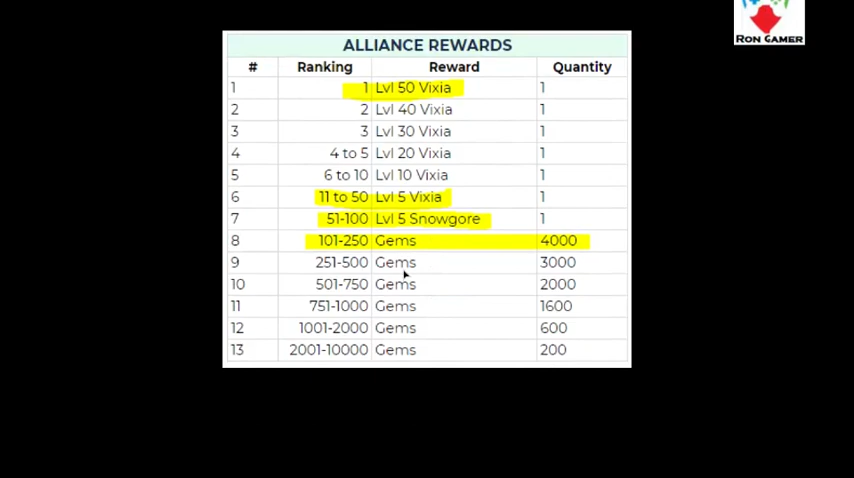 RON GAMER
ALLIANCE REWARDS
# Ranking Reward Quantity
1 1 Lvl 50 Vixia 1
2 2 Lvl 40 Vixia 1
3 3 Lvl 30 Vixia 1
4 4 to 5 Lvl 20 Vixia 1
5 6 to 10 Lvl 10 Vixia 1
6 11 to 50 Lvl 5 Vixia 1
7 51-100 Lvl 5 Snowgore 1
8 101-250 Gems 4000
9 251-500 Gems 3000
10 501-750 Gems 2000
11 751-1000 Gems 1600
12 1001-2000 Gems 600
13 2001-10000 Gems 200